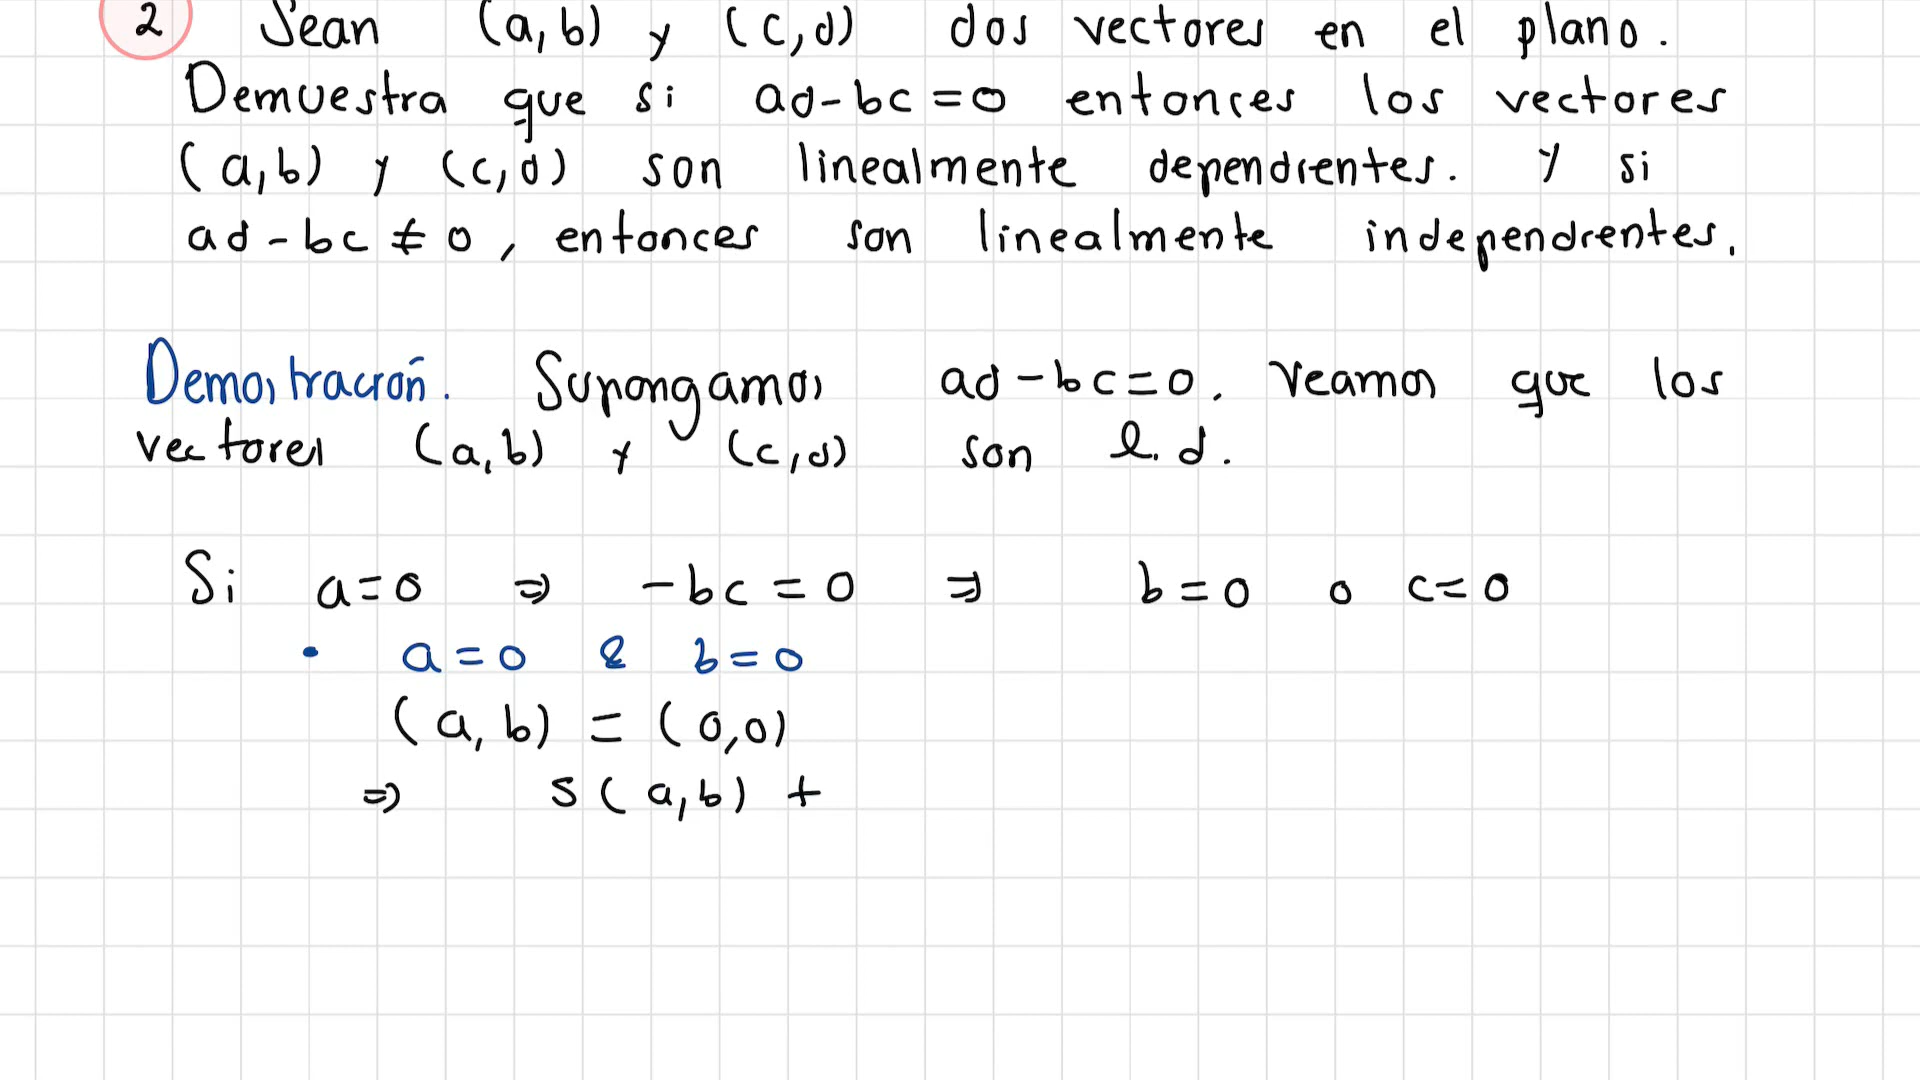 2 Sean (a,b) y (c,d) dos vectores en el plano.
Demuestra que si ad-bc=0 entonces los vectores
(a,b) y (c,d) son linealmente dependientes. Y si
ad-bc≠0, entonces son linealmente independientes.
Demostración. Supongamos ad-bc=0. Veamos que los
vectores (a,b) y (c,d) son l.d.
Si a=0 ⇒ -bc=0 ⇒ b=0 o c=0
• a=0 & b=0
(a,b) = (0,0)
⇒ s(a,b) +